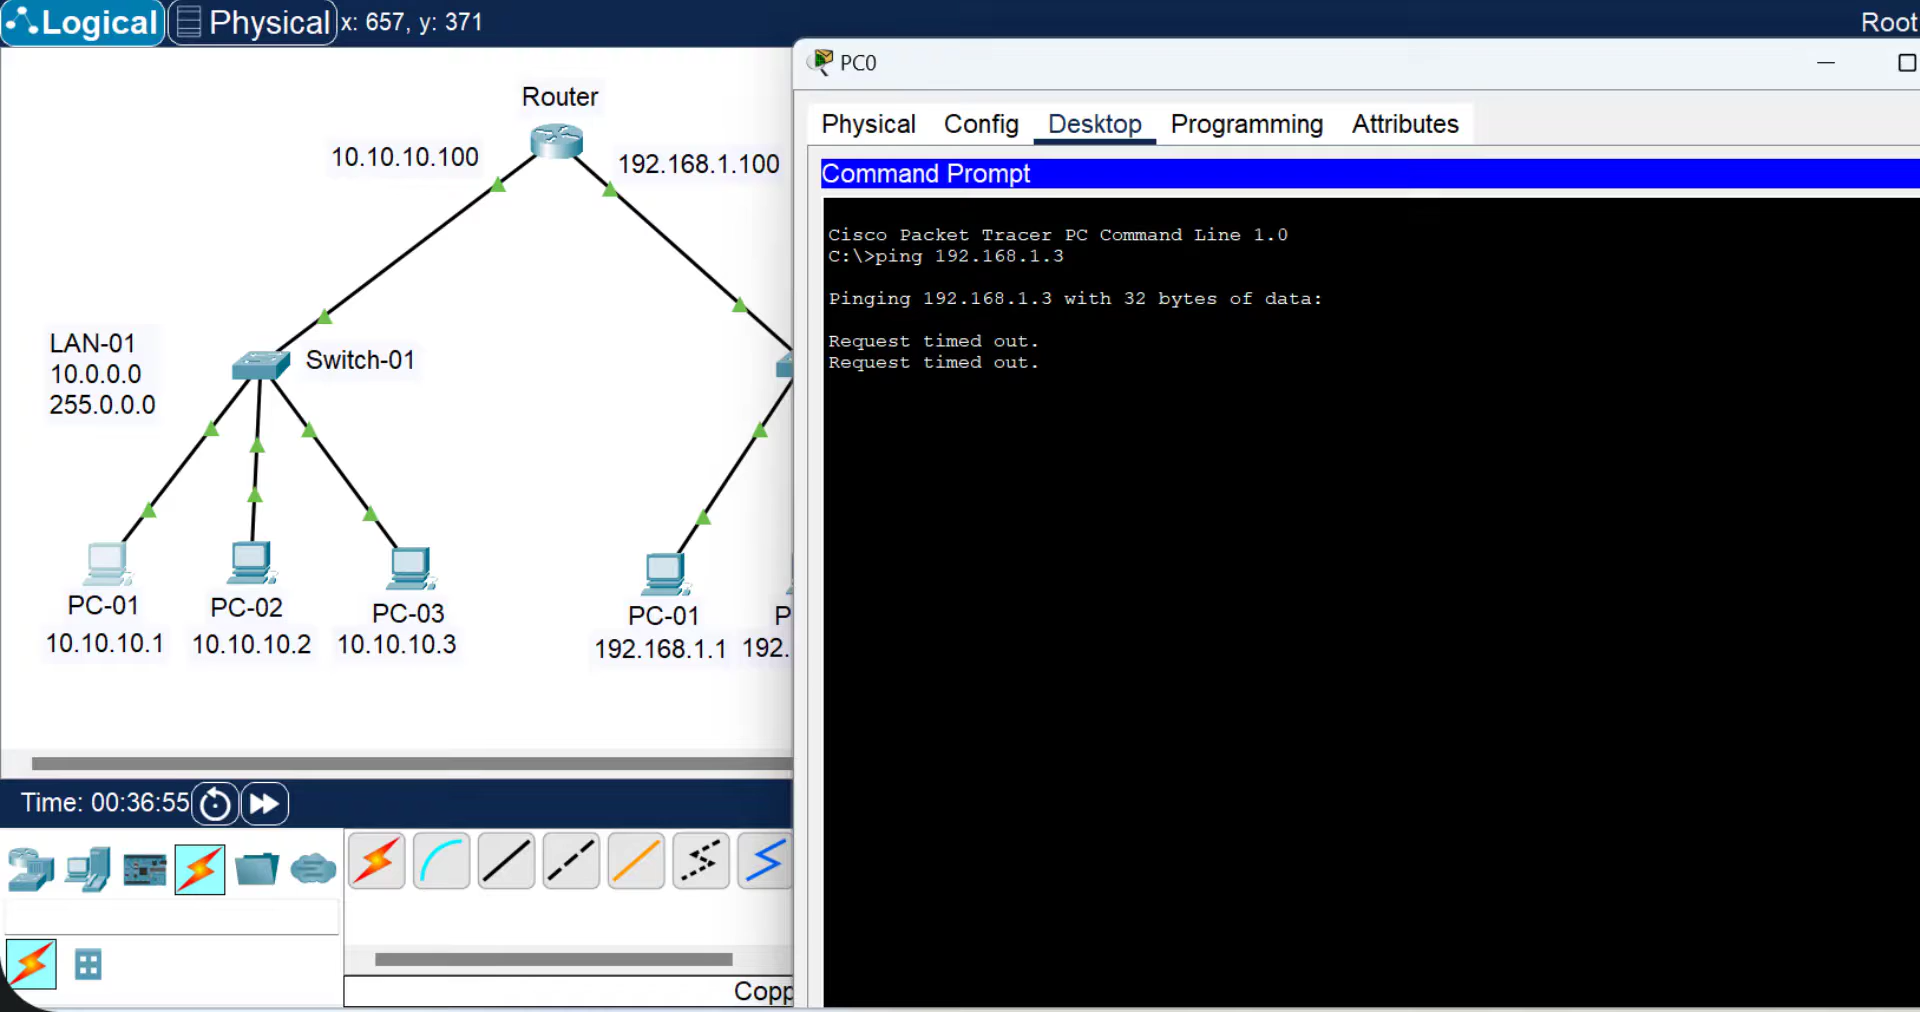 Logical
Physical
x: 657, y: 371
Root
PC0
Physical Config Desktop Programming Attributes
Command Prompt
Cisco Packet Tracer PC Command Line 1.0
C:\>ping 192.168.1.3
Pinging 192.168.1.3 with 32 bytes of data:
Request timed out.
Request timed out.
Router
10.10.10.100
192.168.1.100
LAN-01
10.0.0.0
255.0.0.0
Switch-01
PC-01
10.10.10.1
PC-02
10.10.10.2
PC-03
10.10.10.3
PC-01
192.168.1.1
P
192.
Time: 00:36:55
Copp